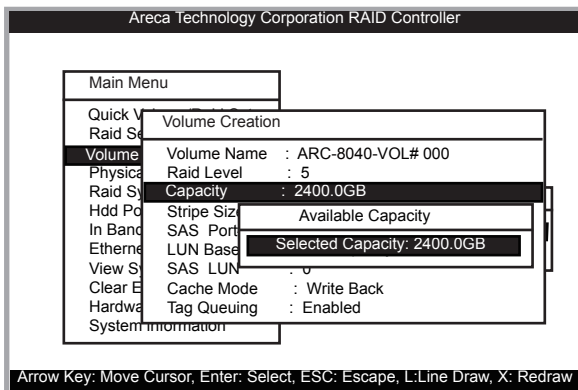 Areca Technology Corporation RAID Controller
Main Menu
Quick
Raid
Volume
Physica
Raid Sy
Hdd Po
In Band
Etherne
View Sy
Clear E
Hardwa
System Information
Volume Creation
Volume Name : ARC-8040-VOL# 000
Raid Level : 5
Capacity : 2400.0GB
Stripe Siz
SAS Port
LUN Base
SAS LUN : 0
Cache Mode : Write Back
Tag Queuing : Enabled
Available Capacity
Selected Capacity: 2400.0GB
Arrow Key: Move Cursor, Enter: Select, ESC: Escape, L:Line Draw, X: Redraw